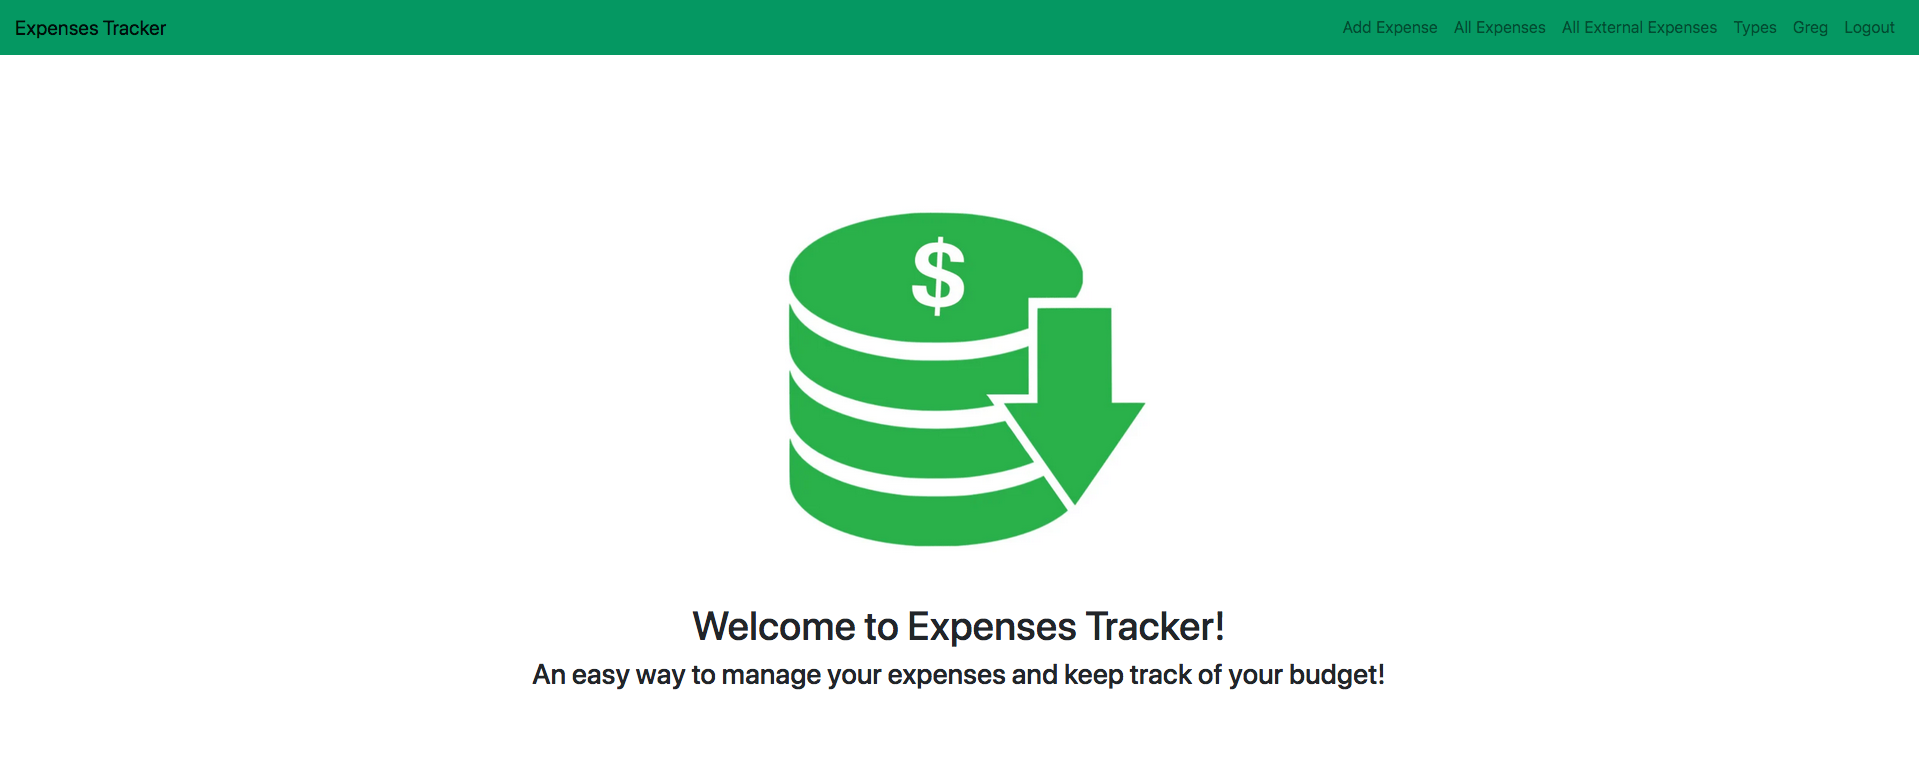 Expenses Tracker Add Expense All Expenses All External Expenses Types Greg Logout
$
Welcome to Expenses Tracker!
An easy way to manage your expenses and keep track of your budget!